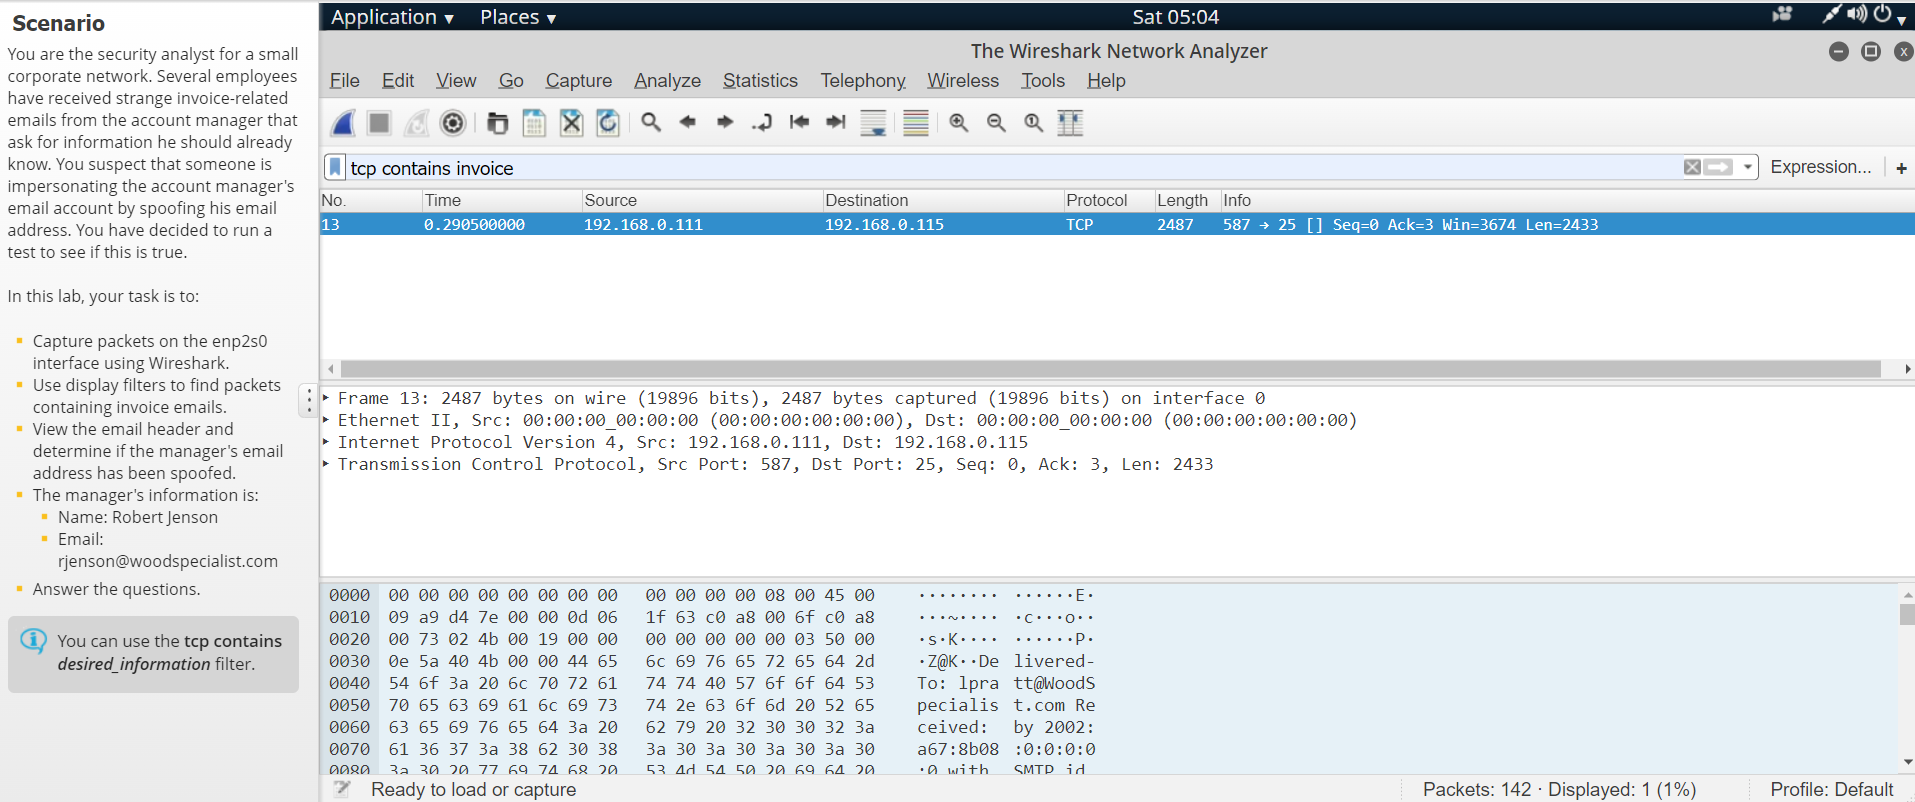 Scenario
You are the security analyst for a small
corporate network. Several employees
have received strange invoice-related
emails from the account manager that
ask for information he should already
know. You suspect that someone is
impersonating the account manager's
email account by spoofing his email
address. You have decided to run a
test to see if this is true.
In this lab, your task is to:
Capture packets on the enp2s0
interface using Wireshark.
Use display filters to find packets
containing invoice emails.
View the email header and
determine if the manager's email
address has been spoofed.
The manager's information is:
Name: Robert Jenson
Email:
rjenson@woodspecialist.com
Answer the questions.
You can use the tcp contains
desired_information filter.
Application ▾ Places ▾ Sat 05:04
The Wireshark Network Analyzer
File Edit View Go Capture Analyze Statistics Telephony Wireless Tools Help
tcp contains invoice Expression... +
No. Time Source Destination Protocol Length Info
13 0.290500000 192.168.0.111 192.168.0.115 TCP 2487 587 → 25 [] Seq=0 Ack=3 Win=3674 Len=2433
Frame 13: 2487 bytes on wire (19896 bits), 2487 bytes captured (19896 bits) on interface 0
Ethernet II, Src: 00:00:00_00:00:00 (00:00:00:00:00:00), Dst: 00:00:00_00:00:00 (00:00:00:00:00:00)
Internet Protocol Version 4, Src: 192.168.0.111, Dst: 192.168.0.115
Transmission Control Protocol, Src Port: 587, Dst Port: 25, Seq: 0, Ack: 3, Len: 2433
0000 00 00 00 00 00 00 00 00 00 00 00 00 08 00 45 00 ········ ······E·
0010 09 a9 d4 7e 00 00 0d 06 1f 63 c0 a8 00 6f c0 a8 ···~···· ·c···o··
0020 00 73 02 4b 00 19 00 00 00 00 00 00 00 03 50 00 ·s·K···· ······P·
0030 0e 5a 40 4b 00 00 44 65 6c 69 76 65 72 65 64 2d ·Z@K··De livered-
0040 54 6f 3a 20 6c 70 72 61 74 74 40 57 6f 6f 64 53 To: lpra tt@WoodS
0050 70 65 63 69 61 6c 69 73 74 2e 63 6f 6d 20 52 65 pecialis t.com Re
0060 63 65 69 76 65 64 3a 20 62 79 20 32 30 30 32 3a ceived: by 2002:
0070 61 36 37 3a 38 62 30 38 3a 30 3a 30 3a 30 3a 30 a67:8b08 :0:0:0:0
0080 3a 30 20 77 69 74 68 20 53 4d 54 50 20 69 64 20 :0 with SMTP id
Ready to load or capture Packets: 142 · Displayed: 1 (1%) Profile: Default